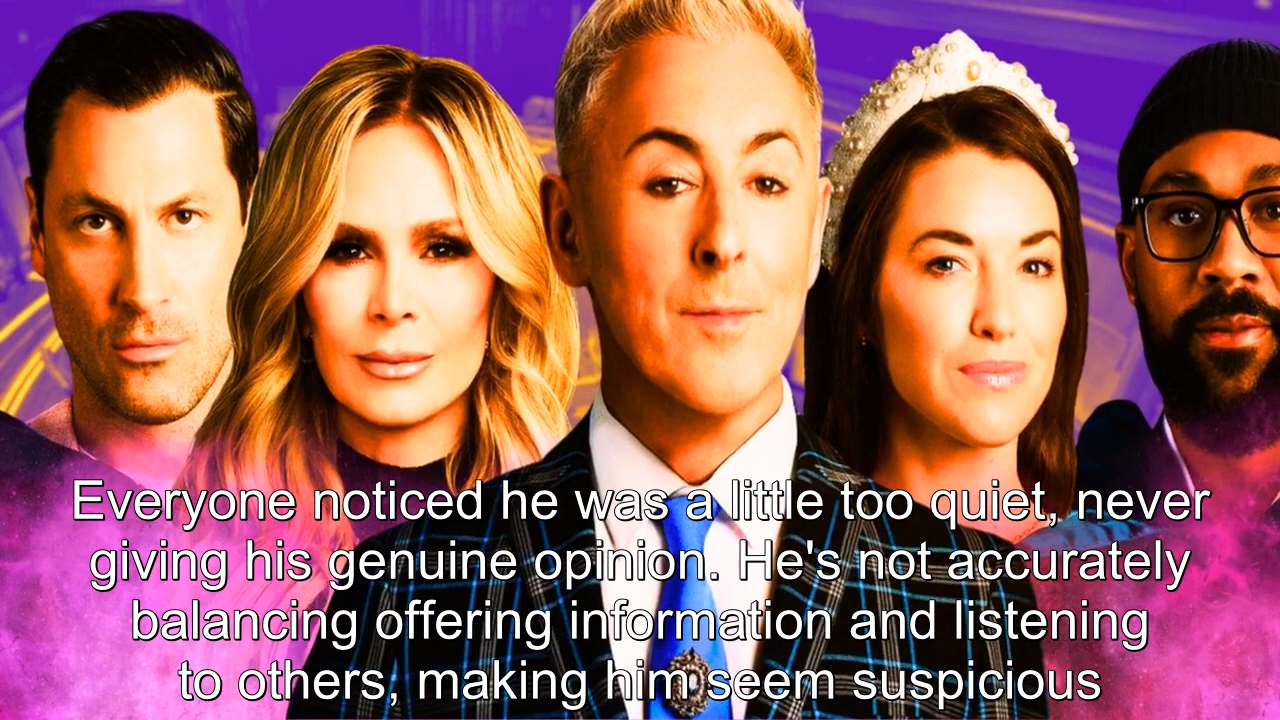 Everyone noticed he was a little too quiet, never
giving his genuine opinion. He's not accurately
balancing offering information and listening
to others, making him seem suspicious